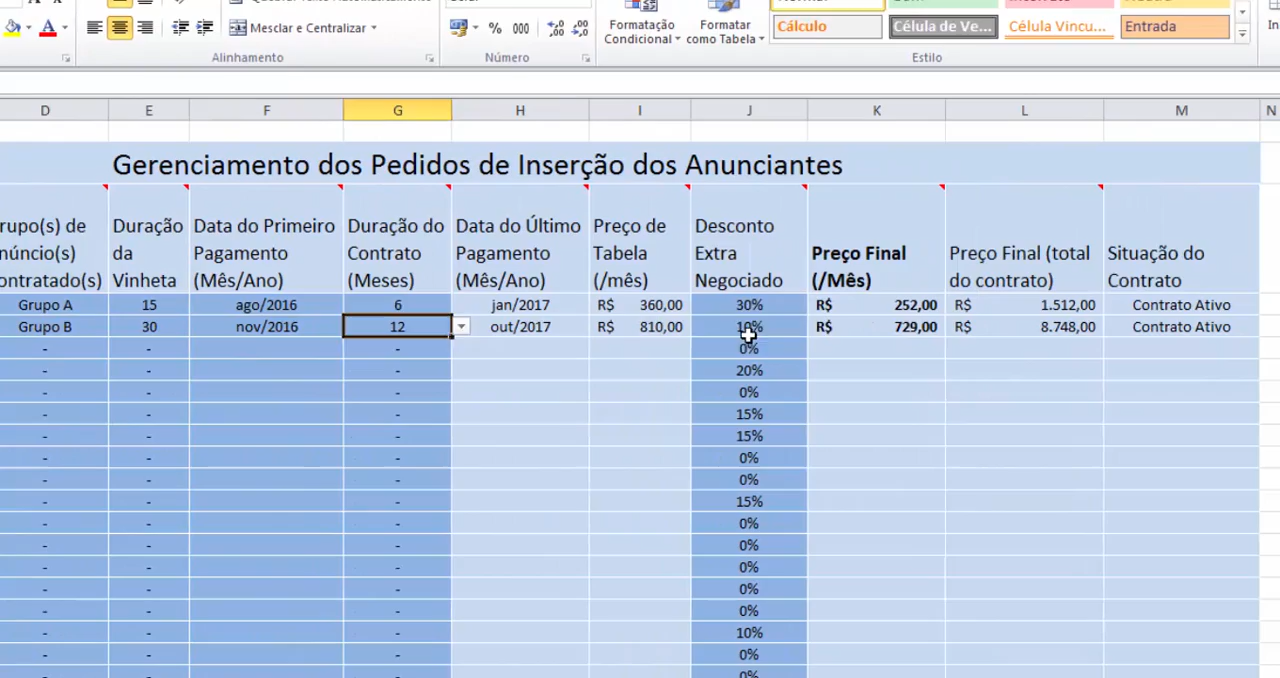 Mesclar e Centralizar
%
000
Formatação
Condicional
Formatar
como Tabela
Cálculo
Célula de Ve...
Célula Vincu...
Entrada
Alinhamento
Número
Estilo
D E F G H I J K L M N
Gerenciamento dos Pedidos de Inserção dos Anunciantes
Duração da Vinheta
Data do Primeiro Pagamento (Mês/Ano)
Duração do Contrato (Meses)
Data do Último Pagamento (Mês/Ano)
Preço de Tabela (/mês)
Desconto Extra Negociado
Preço Final (/Mês)
Preço Final (total do contrato)
Situação do Contrato
Grupo A 15 ago/2016 6 jan/2017 R$ 360,00 30% R$ 252,00 R$ 1.512,00 Contrato Ativo
Grupo B 30 nov/2016 12 out/2017 R$ 810,00 10% R$ 729,00 R$ 8.748,00 Contrato Ativo
- - - 0%
- - - 20%
- - - 0%
- - - 15%
- - - 15%
- - - 0%
- - - 0%
- - - 15%
- - - 0%
- - - 0%
- - - 0%
- - - 0%
- - - 0%
- - - 10%
- - - 0%